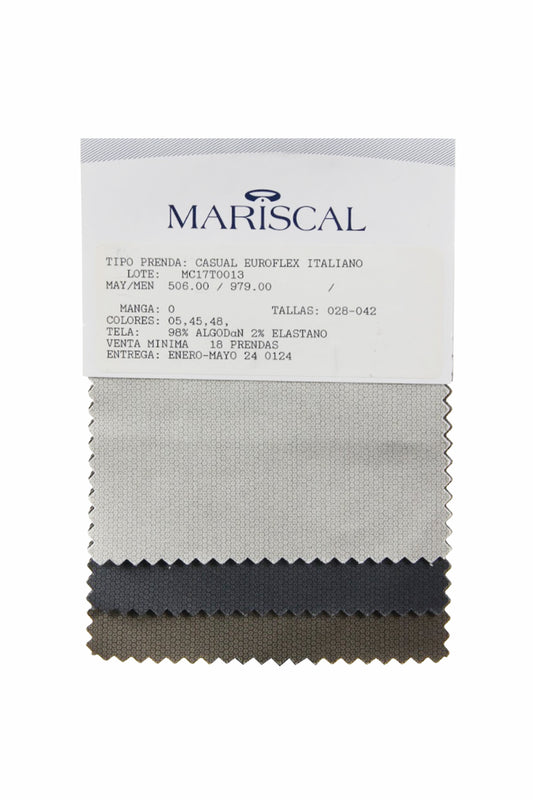 MARISCAL
TIPO PRENDA: CASUAL EUROFLEX ITALIANO
LOTE: MC17T0013
MAY/MEN 506.00 / 979.00 /
MANGA: 0 TALLAS: 028-042
COLORES: 05,45,48,
TELA: 98% ALGODαN 2% ELASTANO
VENTA MINIMA 18 PRENDAS
ENTREGA: ENERO-MAYO 24 0124